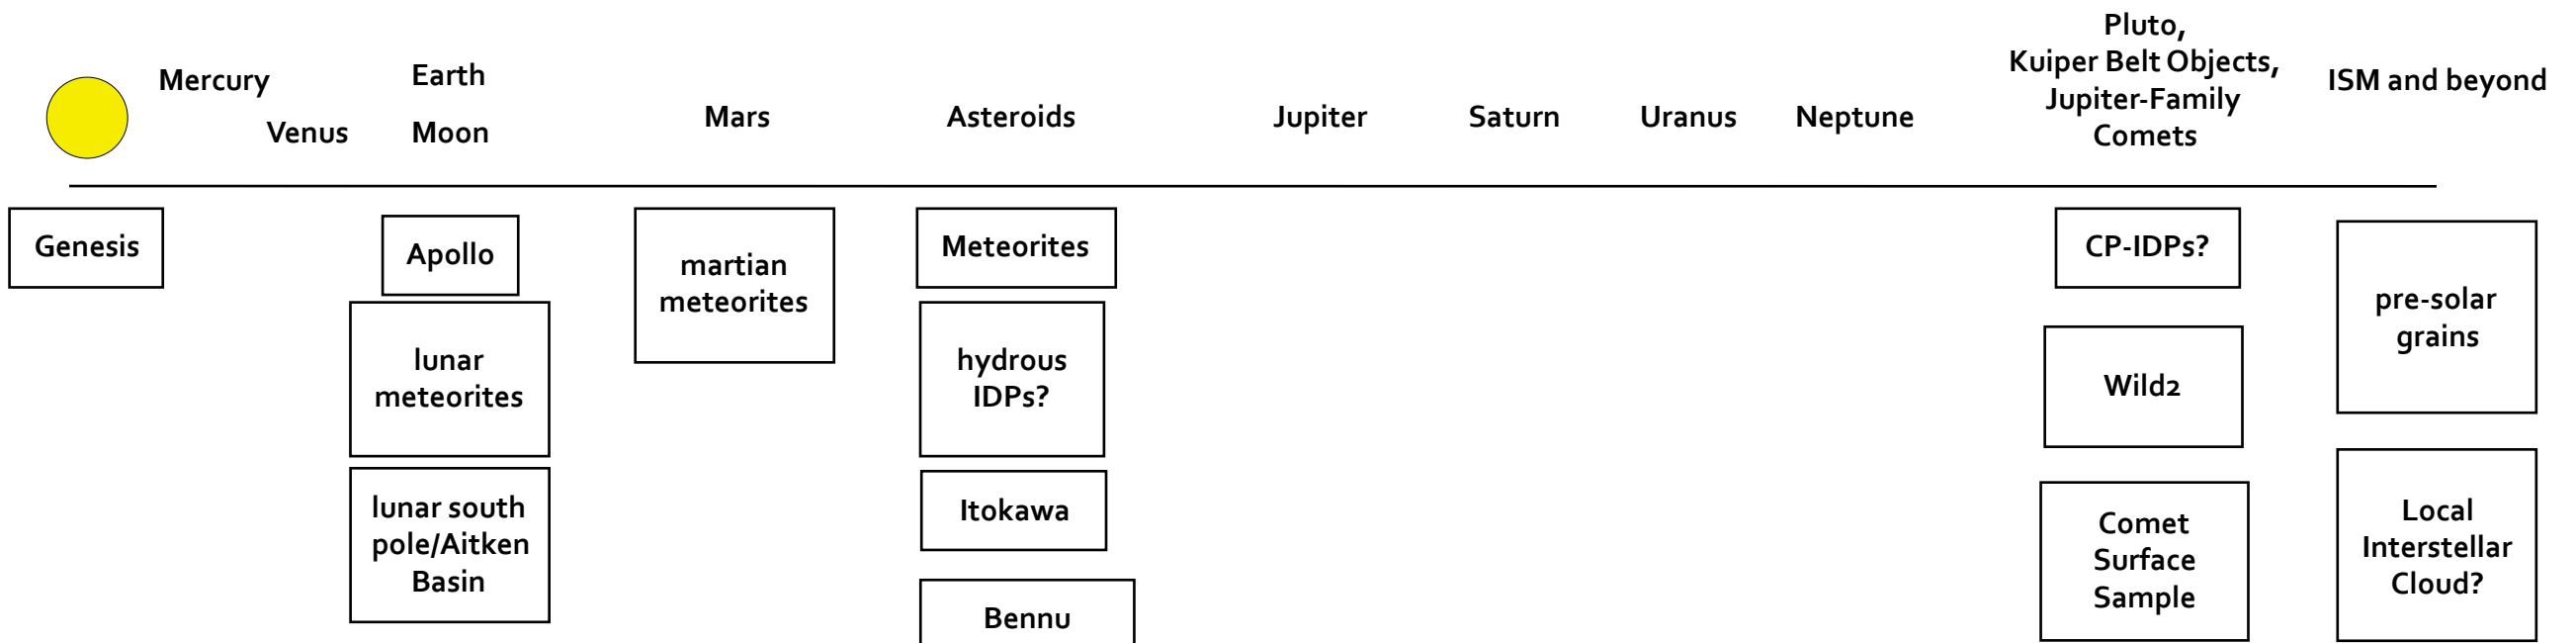 Mercury
Venus
Earth
Moon
Mars
Asteroids
Jupiter
Saturn
Uranus
Neptune
Pluto,
Kuiper Belt Objects,
Jupiter-Family
Comets
ISM and beyond
Genesis
Apollo
lunar
meteorites
lunar south
pole/Aitken
Basin
martian
meteorites
Meteorites
hydrous
IDPs?
Itokawa
Bennu
CP-IDPs?
Wild2
Comet
Surface
Sample
pre-solar
grains
Local
Interstellar
Cloud?